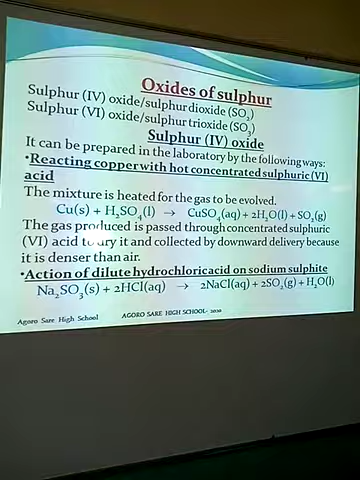 Oxides of sulphur
Sulphur (IV) oxide/sulphur dioxide (SO₂)
Sulphur (VI) oxide/sulphur trioxide (SO₃)
Sulphur (IV) oxide
It can be prepared in the laboratory by the following ways:
•Reacting copper with hot concentrated sulphuric (VI)
acid
The mixture is heated for the gas to be evolved.
Cu(s) + H₂SO₄(l) → CuSO₄(aq) + 2H₂O(l) + SO₂(g)
The gas produced is passed through concentrated sulphuric
(VI) acid to dry it and collected by downward delivery because
it is denser than air.
•Action of dilute hydrochloric acid on sodium sulphite
Na₂SO₃(s) + 2HCl(aq) → 2NaCl(aq) + 2SO₂(g) + H₂O(l)
Agoro Sare High School AGORO SARE HIGH SCHOOL- 2020